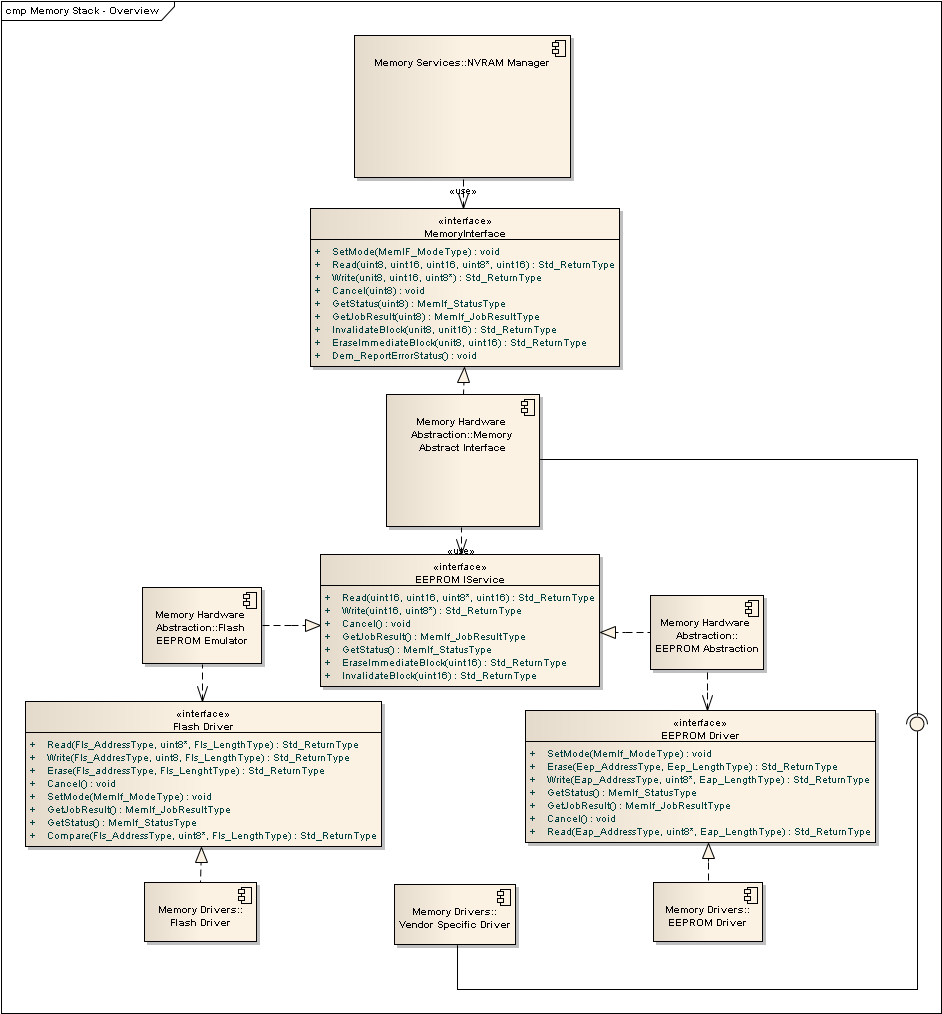 cmp Memory Stack - Overview
Memory Services::NVRAM Manager
«use»
«interface»
MemoryInterface
+ SetMode(MemIF_ModeType) : void
+ Read(uint8, uint16, uint16, uint8*, uint16) : Std_ReturnType
+ Write(unit8, uint16, uint8*) : Std_ReturnType
+ Cancel(uint8) : void
+ GetStatus(uint8) : MemIf_StatusType
+ GetJobResult(uint8) : MemIf_JobResultType
+ InvalidateBlock(unit8, unit16) : Std_ReturnType
+ EraseImmediateBlock(unit8, uint16) : Std_ReturnType
+ Dem_ReportErrorStatus() : void
Memory Hardware
Abstraction::Memory
Abstract Interface
«use»
«interface»
EEPROM IService
+ Read(uint16, uint16, uint8*, uint16) : Std_ReturnType
+ Write(uint16, uint8*) : Std_ReturnType
+ Cancel() : void
+ GetJobResult() : MemIf_JobResultType
+ GetStatus() : MemIf_StatusType
+ EraseImmediateBlock(uint16) : Std_ReturnType
+ InvalidateBlock(uint16) : Std_ReturnType
Memory Hardware
Abstraction::Flash
EEPROM Emulator
Memory Hardware
Abstraction::
EEPROM Abstraction
«interface»
Flash Driver
+ Read(Fls_AddressType, uint8*, Fls_LengthType) : Std_ReturnType
+ Write(Fls_AddressType, uint8, Fls_LengthType) : Std_ReturnType
+ Erase(Fls_addressType, Fls_LenghtType) : Std_ReturnType
+ Cancel() : void
+ SetMode(MemIf_ModeType) : void
+ GetJobResult() : MemIf_JobResultType
+ GetStatus() : MemIf_StatusType
+ Compare(Fls_AddressType, uint8*, Fls_LengthType) : Std_ReturnType
«interface»
EEPROM Driver
+ SetMode(MemIf_ModeType) : void
+ Erase(Eep_AddressType, Eep_LengthType) : Std_ReturnType
+ Write(Eap_AddressType, uint8*, Eap_LengthType) : Std_ReturnType
+ GetStatus() : MemIf_StatusType
+ GetJobResult() : MemIf_JobResultType
+ Cancel() : void
+ Read(Eap_AddressType, uint8*, Eap_LengthType) : Std_ReturnType
Memory Drivers::
Flash Driver
Memory Drivers::
Vendor Specific Driver
Memory Drivers::
EEPROM Driver